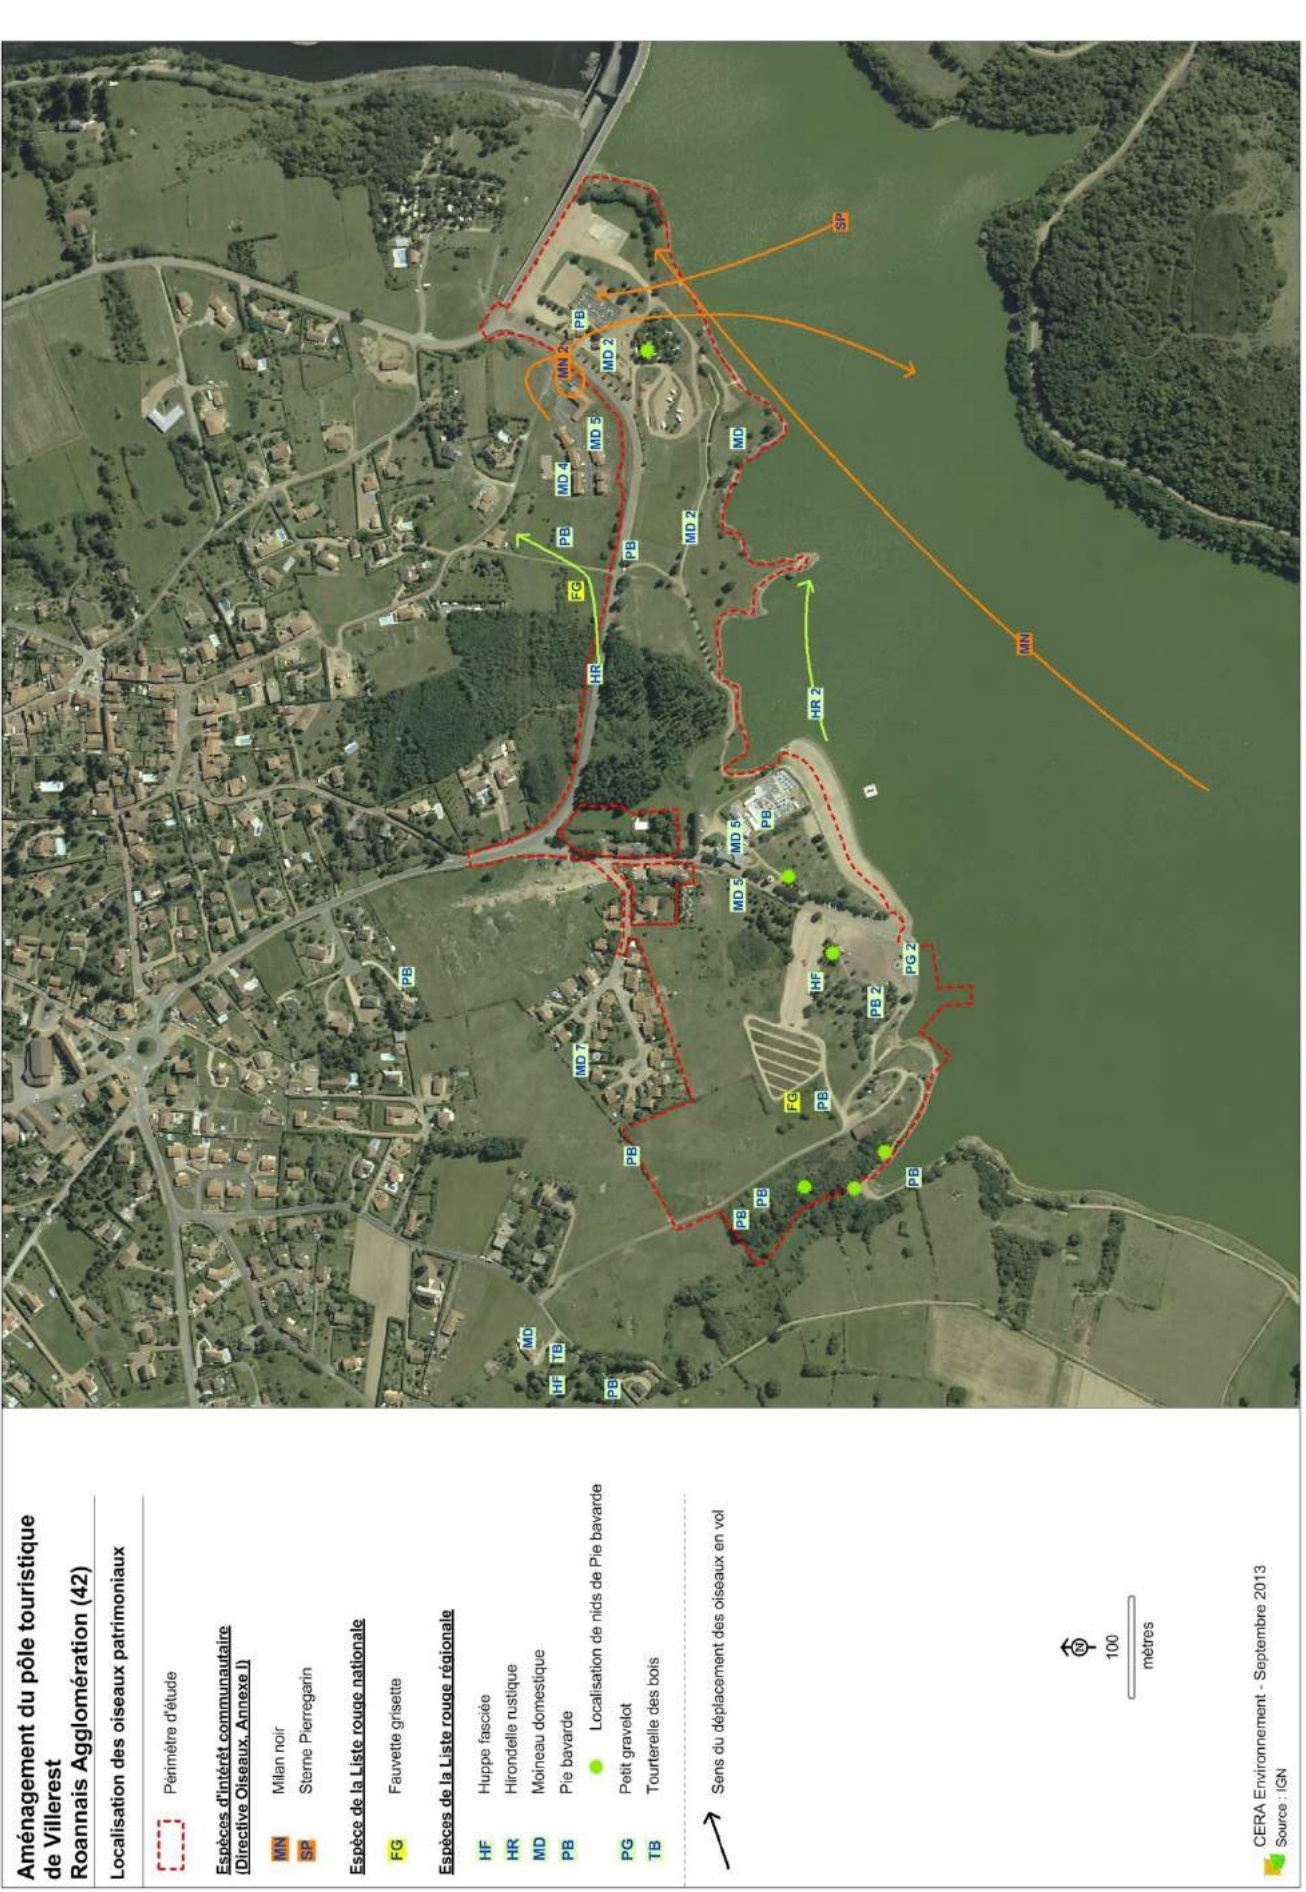 Aménagement du pôle touristique
de Villerest
Roannais Agglomération (42)
Localisation des oiseaux patrimoniaux
Périmètre d'étude
Espèces d'intérêt communautaire
(Directive Oiseaux, Annexe I)
MN Milan noir
SP Sterne Pierregarin
Espèce de la Liste rouge nationale
FG Fauvette grisette
Espèces de la Liste rouge régionale
HF Huppe fasciée
HR Hirondelle rustique
MD Moineau domestique
PB Pie bavarde
Localisation de nids de Pie bavarde
PG Petit gravelot
TB Tourterelle des bois
Sens du déplacement des oiseaux en vol
N
100
mètres
CERA Environnement - Septembre 2013
Source : IGN
PB
MD
HF
TB
PB
MD 7
PB
PB
PB
PB
FG
PB
HF
PB 2
PG 2
MD 5
MD 5
PB
HR
HR 2
FG
PB
PB
MD 4
MD 5
MD 2
MD
MN 2
MD 2
PB
SP
MN